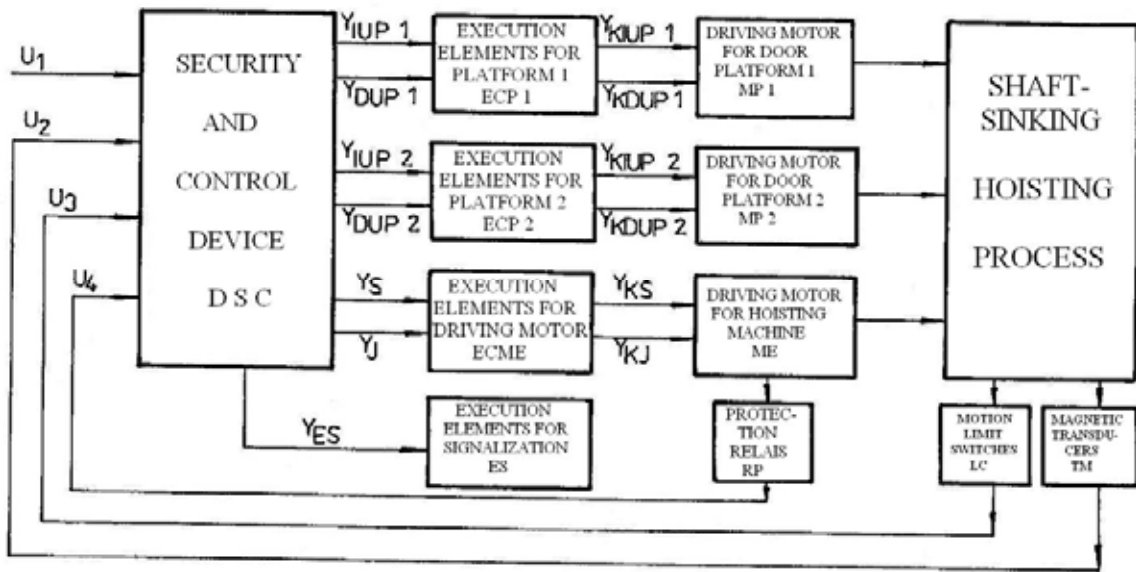 U1
U2
U3
U4
SECURITY
AND
CONTROL
DEVICE
D S C
YIUP 1
YDUP 1
EXECUTION
ELEMENTS FOR
PLATFORM 1
ECP 1
YKIUP 1
YKDUP 1
DRIVING MOTOR
FOR DOOR
PLATFORM 1
MP 1
YIUP 2
YDUP 2
EXECUTION
ELEMENTS FOR
PLATFORM 2
ECP 2
YKIUP 2
YKDUP 2
DRIVING MOTOR
FOR DOOR
PLATFORM 2
MP 2
YS
YJ
EXECUTION
ELEMENTS FOR
DRIVING MOTOR
ECME
YKS
YKJ
DRIVING MOTOR
FOR HOISTING
MACHINE
ME
SHAFT-
SINKING
HOISTING
PROCESS
YES
EXECUTION
ELEMENTS FOR
SIGNALIZATION
ES
PROTEC-
TION
RELAIS
RP
MOTION
LIMIT
SWITCHES
LC
MAGNETIC
TRANSDU-
CERS
TM